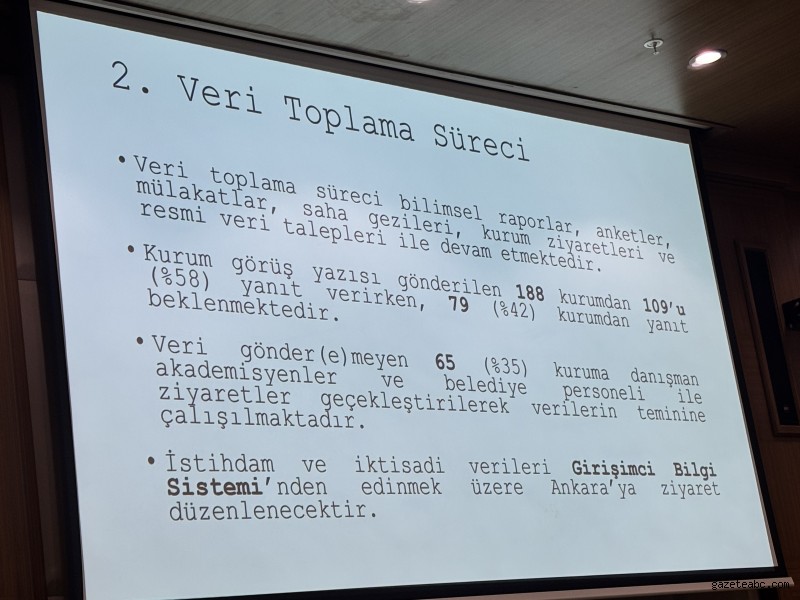 2. Veri Toplama Süreci
• Veri toplama süreci bilimsel raporlar, anketler,
mülakatlar, saha gezileri, kurum ziyaretleri ve
resmi veri talepleri ile devam etmektedir.
• Kurum görüş yazısı gönderilen 188 kurumdan 109'u
(%58) yanıt verirken, 79 (%42) kurumdan yanıt
beklenmektedir.
• Veri gönder(e)meyen 65 (%35) kuruma danışman
akademisyenler ve belediye personeli ile
ziyaretler geçekleştirilerek verilerin teminine
çalışılmaktadır.
• İstihdam ve iktisadi verileri Girişimci Bilgi
Sistemi'nden edinmek üzere Ankara'ya ziyaret
düzenlenecektir.
gazeteabc.com